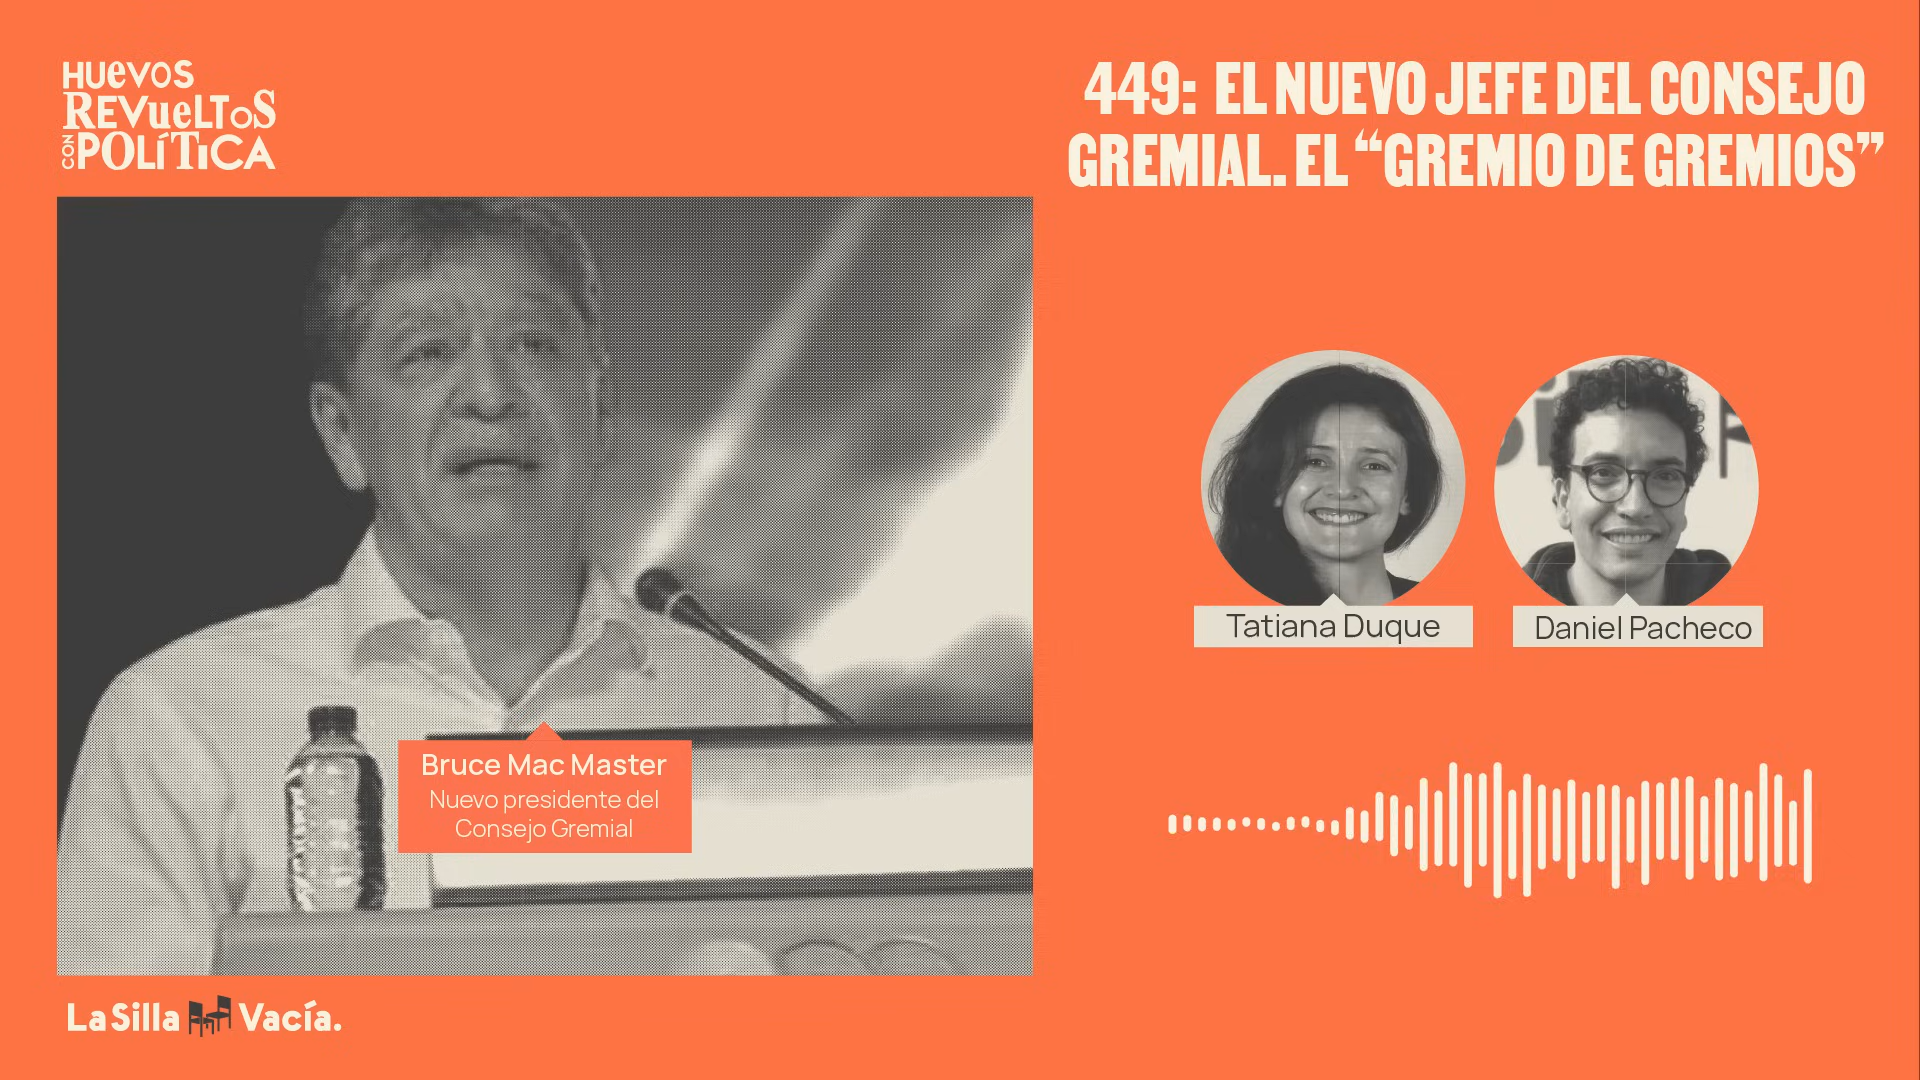 HUEVOS
REVUELTOS
CON POLÍTICA
449: EL NUEVO JEFE DEL CONSEJO
GREMIAL. EL “GREMIO DE GREMIOS”
Tatiana Duque
Daniel Pacheco
Bruce Mac Master
Nuevo presidente del
Consejo Gremial
La Silla Vacía.